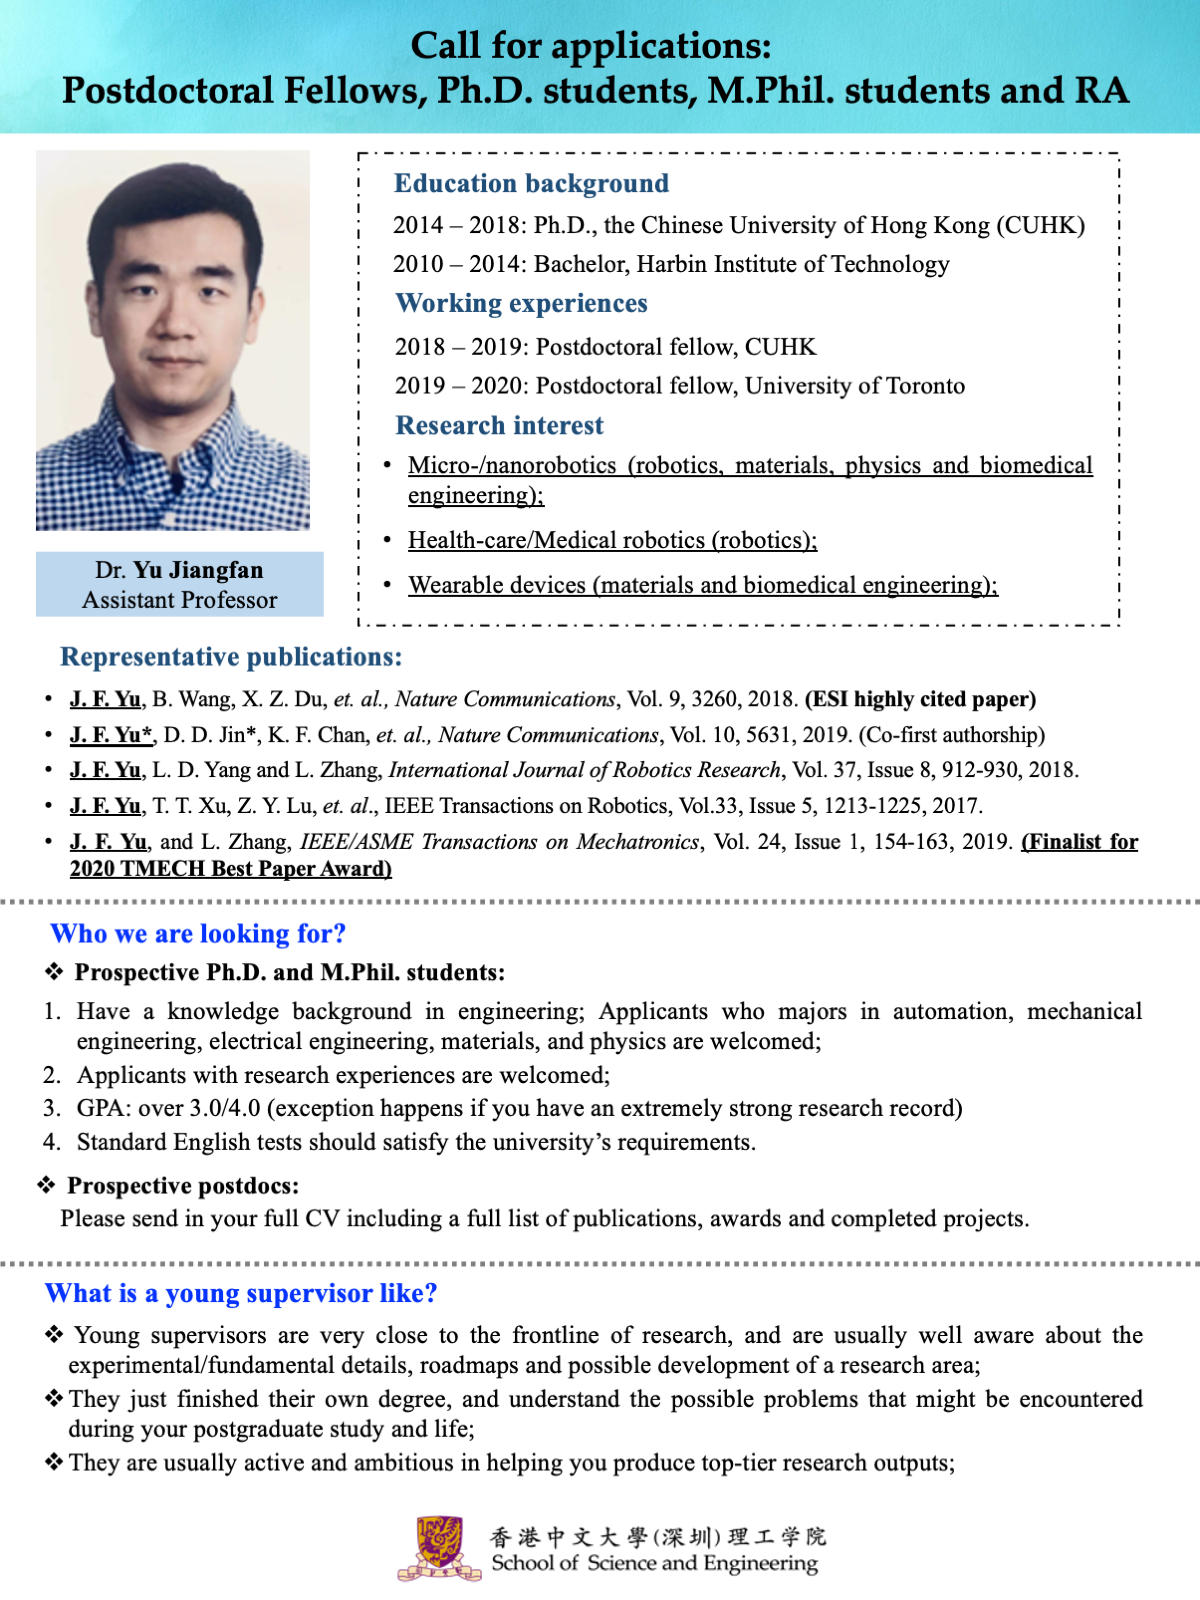 Call for applications:
Postdoctoral Fellows, Ph.D. students, M.Phil. students and RA
Education background
2014 – 2018: Ph.D., the Chinese University of Hong Kong (CUHK)
2010 – 2014: Bachelor, Harbin Institute of Technology
Working experiences
2018 – 2019: Postdoctoral fellow, CUHK
2019 – 2020: Postdoctoral fellow, University of Toronto
Research interest
• Micro-/nanorobotics (robotics, materials, physics and biomedical
engineering);
• Health-care/Medical robotics (robotics);
• Wearable devices (materials and biomedical engineering);
Dr. Yu Jiangfan
Assistant Professor
Representative publications:
• J. F. Yu, B. Wang, X. Z. Du, et. al., Nature Communications, Vol. 9, 3260, 2018. (ESI highly cited paper)
• J. F. Yu*, D. D. Jin*, K. F. Chan, et. al., Nature Communications, Vol. 10, 5631, 2019. (Co-first authorship)
• J. F. Yu, L. D. Yang and L. Zhang, International Journal of Robotics Research, Vol. 37, Issue 8, 912-930, 2018.
• J. F. Yu, T. T. Xu, Z. Y. Lu, et. al., IEEE Transactions on Robotics, Vol.33, Issue 5, 1213-1225, 2017.
• J. F. Yu, and L. Zhang, IEEE/ASME Transactions on Mechatronics, Vol. 24, Issue 1, 154-163, 2019. (Finalist for
2020 TMECH Best Paper Award)
Who we are looking for?
❖ Prospective Ph.D. and M.Phil. students:
1. Have a knowledge background in engineering; Applicants who majors in automation, mechanical
engineering, electrical engineering, materials, and physics are welcomed;
2. Applicants with research experiences are welcomed;
3. GPA: over 3.0/4.0 (exception happens if you have an extremely strong research record)
4. Standard English tests should satisfy the university's requirements.
❖ Prospective postdocs:
Please send in your full CV including a full list of publications, awards and completed projects.
What is a young supervisor like?
❖ Young supervisors are very close to the frontline of research, and are usually well aware about the
experimental/fundamental details, roadmaps and possible development of a research area;
❖ They just finished their own degree, and understand the possible problems that might be encountered
during your postgraduate study and life;
❖ They are usually active and ambitious in helping you produce top-tier research outputs;
香港中文大學(深圳)理工学院
School of Science and Engineering